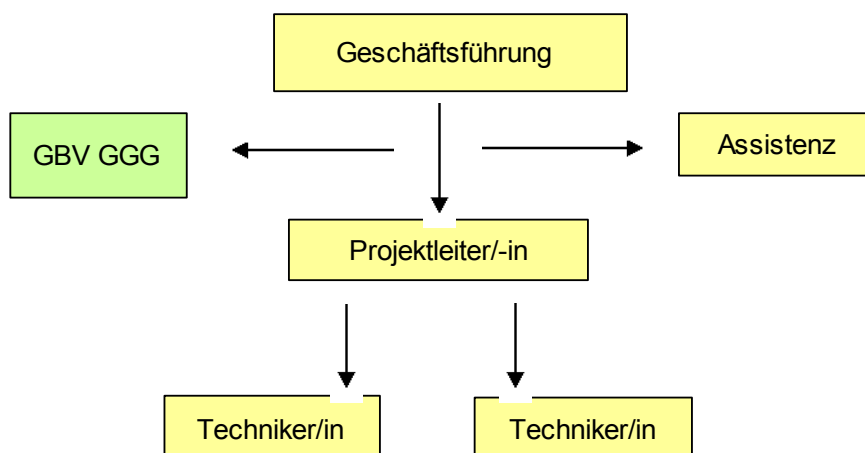 Geschäftsführung
GBV GGG
Assistenz
Projektleiter/-in
Techniker/in
Techniker/in